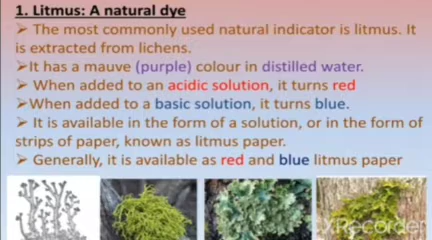 1. Litmus: A natural dye
➢ The most commonly used natural indicator is litmus. It
is extracted from lichens.
➢It has a mauve (purple) colour in distilled water.
➢ When added to an acidic solution, it turns red
➢When added to a basic solution, it turns blue.
➢ It is available in the form of a solution, or in the form of
strips of paper, known as litmus paper.
➢ Generally, it is available as red and blue litmus paper
XRecorder